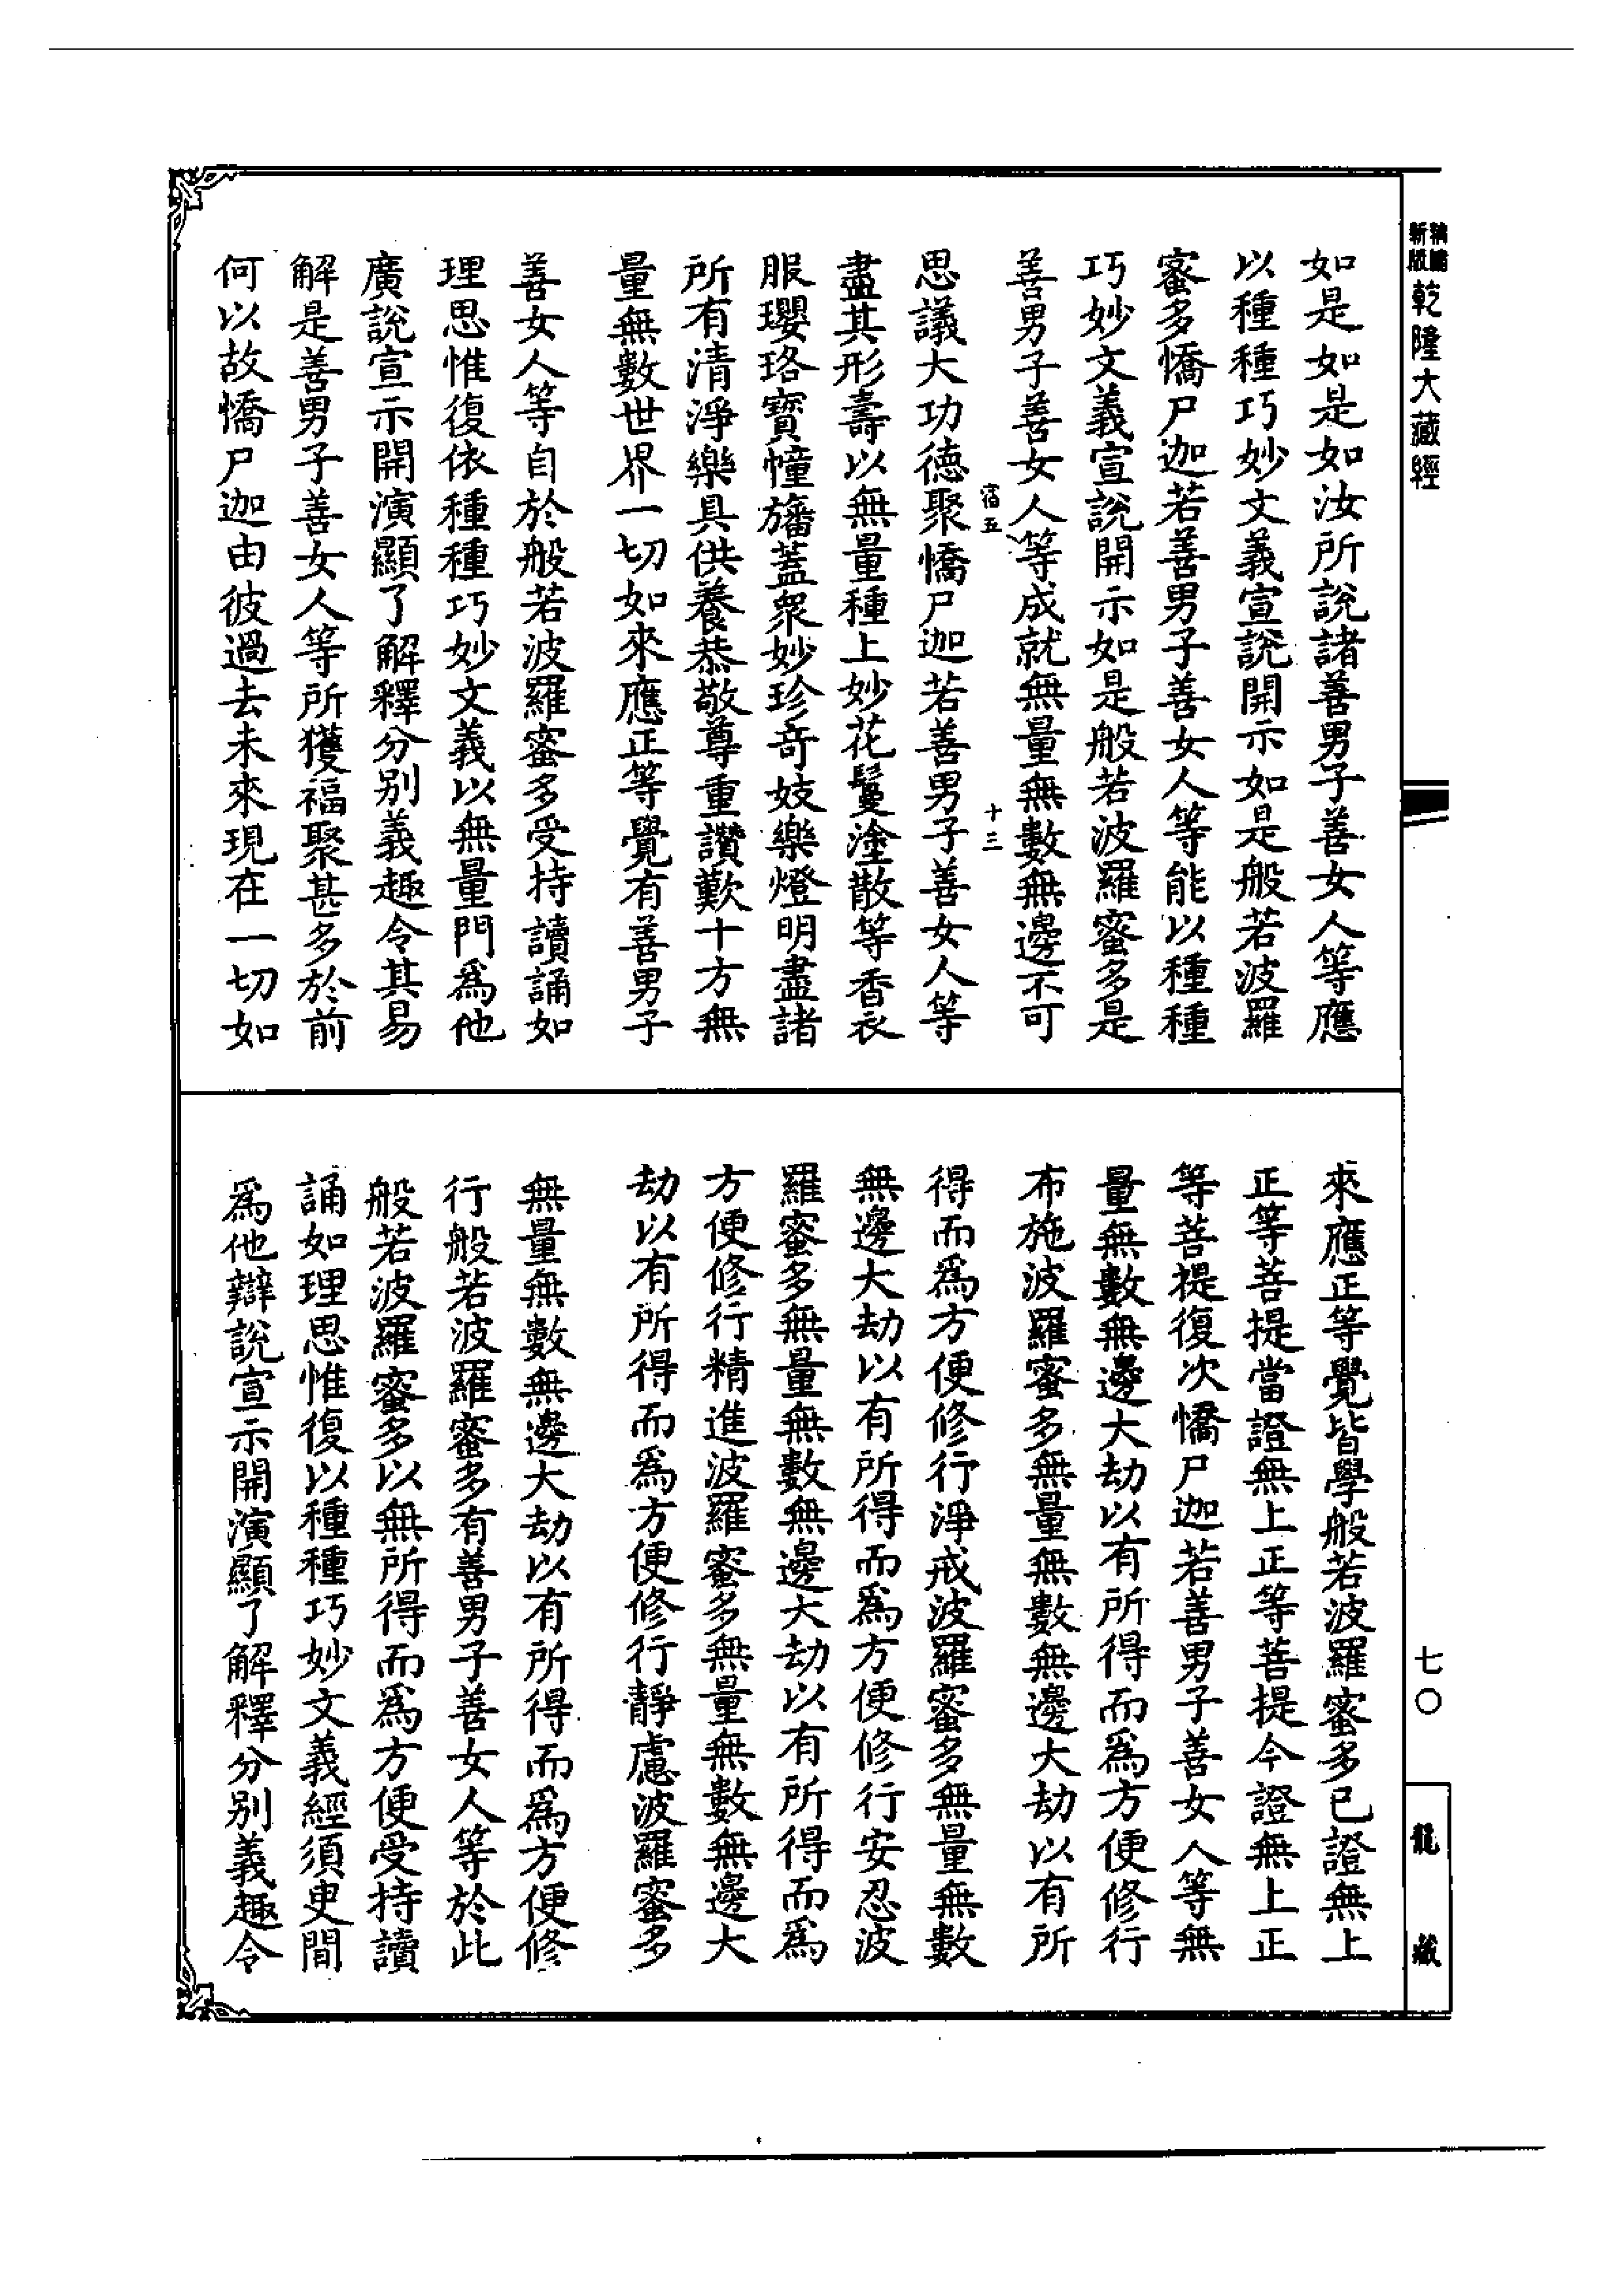 新版
乾隆大藏經
如是如是如汝所說諸善男子善女人等應
以種種巧妙文義宣說開示如是般若波羅
蜜多憍尸迦若善男子善女人等能以種種
巧妙文義宣說開示如是般若波羅蜜多是
善男子善女人等成就無量無數無邊不可
宿五 十三
思議大功德聚憍尸迦若善男子善女人等
盡其形壽以無量種上妙花鬘塗散等香衣
服瓔珞寶幢旛蓋衆妙珍奇妓樂燈明盡諸
所有清淨樂具供養恭敬尊重讚歎十方無
量無數世界一切如來應正等覺有善男子
善女人等自於般若波羅蜜多受持讀誦如
理思惟復依種種巧妙文義以無量門爲他
廣說宣示開演顯了解釋分别義趣令其易
解是善男子善女人等所獲福聚甚多於前
何以故憍尸迦由彼過去未來現在一切如
來應正等覺皆學般若波羅蜜多已證無上
正等菩提當證無上正等菩提今證無上正
等菩提復次憍尸迦若善男子善女人等無
量無數無邊大劫以有所得而爲方便修行
布施波羅蜜多無量無數無邊大劫以有所
得而爲方便修行淨戒波羅蜜多無量無數
無邊大劫以有所得而爲方便修行安忍波
羅蜜多無量無數無邊大劫以有所得而爲
方便修行精進波羅蜜多無量無數無邊大
劫以有所得而爲方便修行靜慮波羅蜜多
無量無數無邊大劫以有所得而爲方便修
行般若波羅蜜多有善男子善女人等於此
般若波羅蜜多以無所得而爲方便受持讀
誦如理思惟復以種種巧妙文義經須臾間
爲他辯說宣示開演顯了解釋分别義趣令
七〇
龍藏